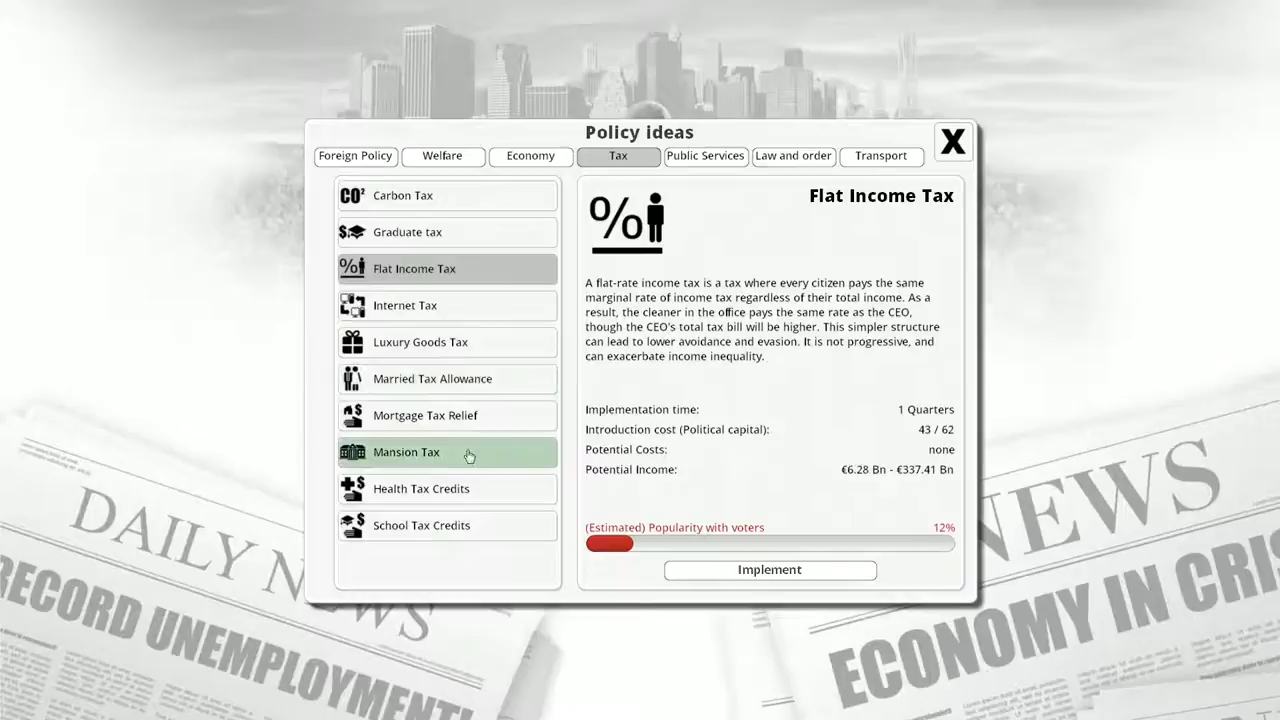 Policy ideas
X
Foreign Policy
Welfare
Economy
Tax
Public Services
Law and order
Transport
CO² Carbon Tax
Graduate tax
Flat Income Tax
Internet Tax
Luxury Goods Tax
Married Tax Allowance
Mortgage Tax Relief
Mansion Tax
Health Tax Credits
School Tax Credits
Flat Income Tax
A flat-rate income tax is a tax where every citizen pays the same
marginal rate of income tax regardless of their total income. As a
result, the cleaner in the office pays the same rate as the CEO,
though the CEO's total tax bill will be higher. This simpler structure
can lead to lower avoidance and evasion. It is not progressive, and
can exacerbate income inequality.
Implementation time: 1 Quarters
Introduction cost (Political capital): 43 / 62
Potential Costs: none
Potential Income: €6.28 Bn - €337.41 Bn
(Estimated) Popularity with voters 12%
Implement
DAILY NEWS
RECORD UNEMPLOYMENT!
NEWS
ECONOMY IN CRIS